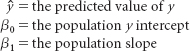 ŷ = the predicted value of y
β₀ = the population y intercept
β₁ = the population slope